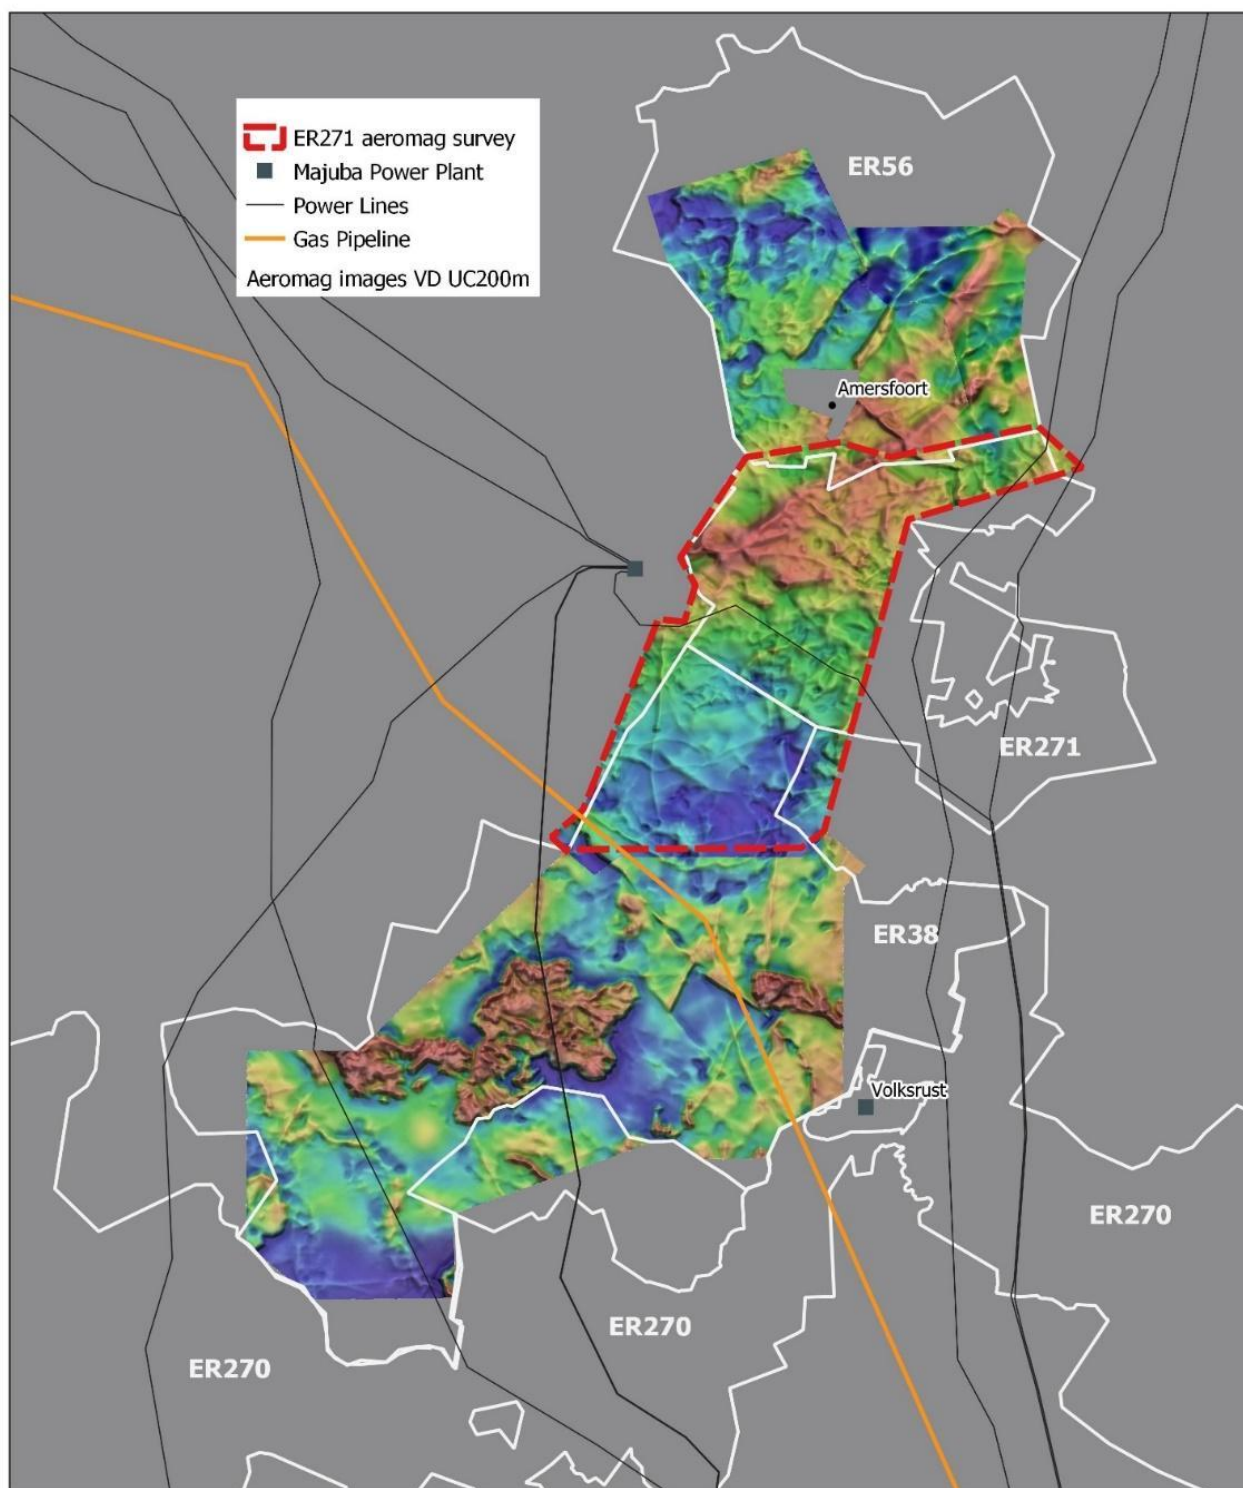 ER56
ER271 aeromag survey
Majuba Power Plant
Power Lines
Gas Pipeline
Aeromag images VD UC200m
Amersfoort
ER271
ER38
Volksrust
ER270
ER270
ER270